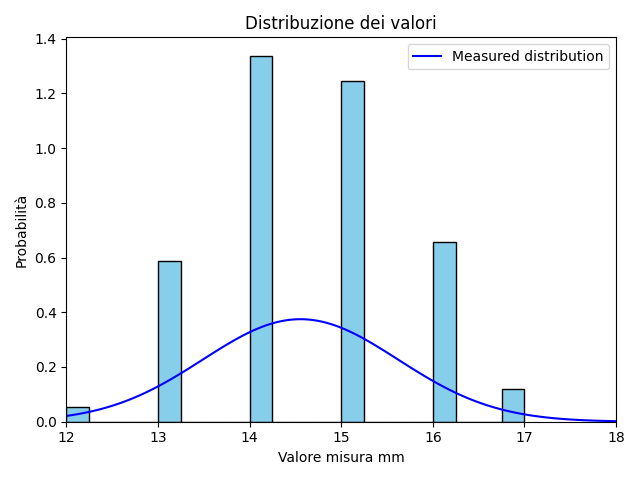 Distribuzione dei valori
Measured distribution
Probabilità
1.4
1.2
1.0
0.8
0.6
0.4
0.2
0.0
12 13 14 15 16 17 18
Valore misura mm